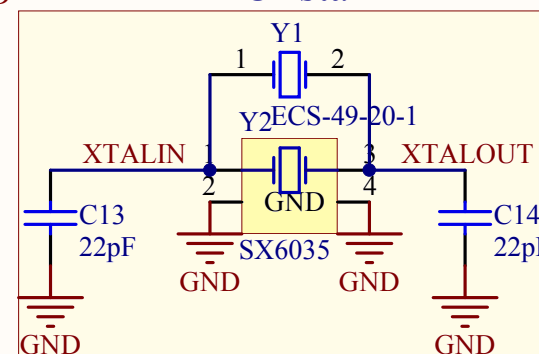 Y1
1 2
ECS-49-20-1
Y2
XTALIN 1 3 XTALOUT
2 4
GND
C13 C14
22pF SX6035
GND GND
GND GND